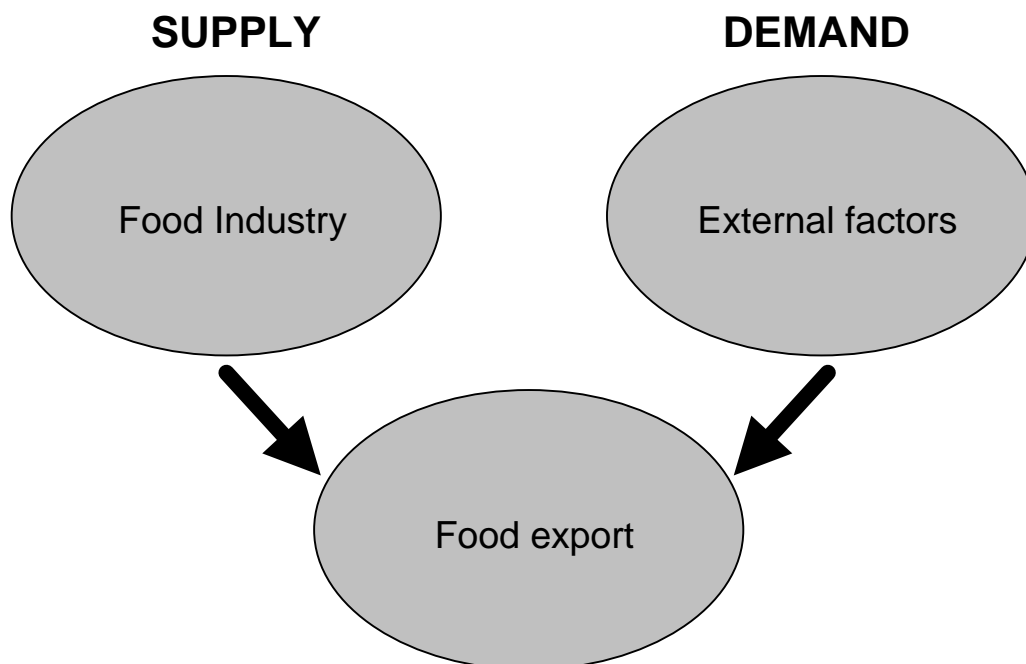 SUPPLY
DEMAND
Food Industry
External factors
Food export